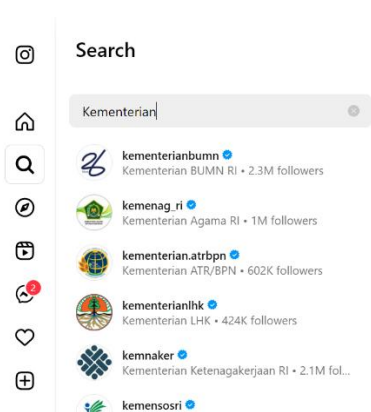 Search
Kementerian
kementerianbumn
Kementerian BUMN RI • 2.3M followers
kemenag_ri
Kementerian Agama RI • 1M followers
kementerian.atrbpn
Kementerian ATR/BPN • 602K followers
2
kementerianlhk
Kementerian LHK • 424K followers
kemnaker
Kementerian Ketenagakerjaan RI • 2.1M fol...
kemensosri